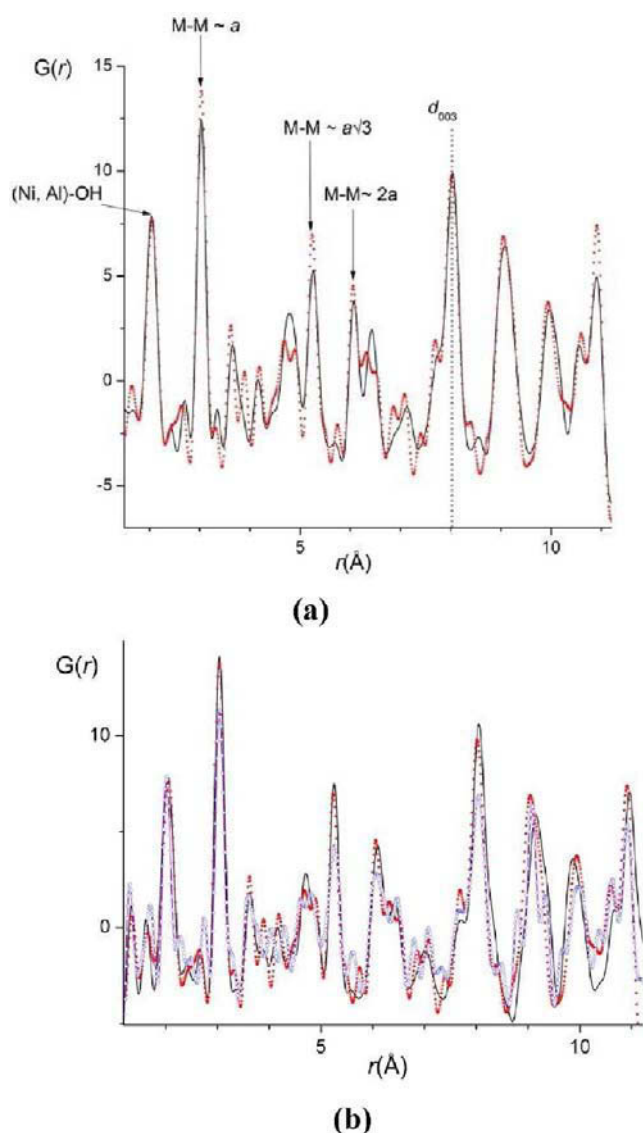 M-M ~ a
G(r)
15
d003
M-M ~ a√3
10
M-M~ 2a
(Ni, Al)-OH
5
0
-5
5
10
r(Å)
(a)
G(r)
10
0
5
10
r(Å)
(b)